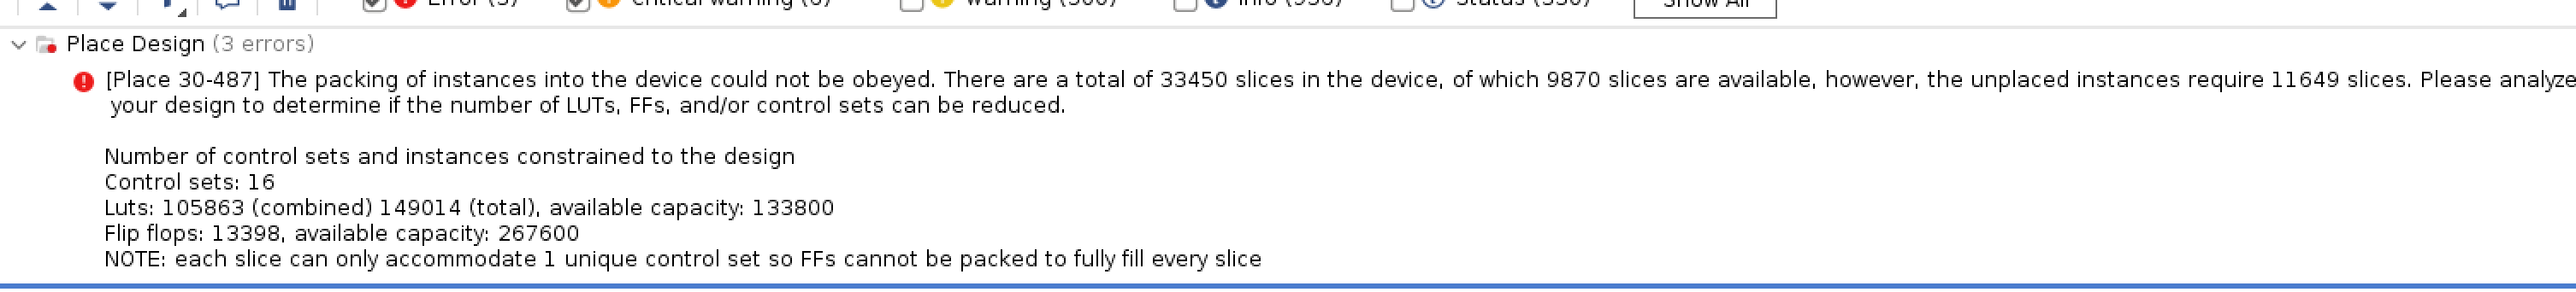 Place Design (3 errors)
[Place 30-487] The packing of instances into the device could not be obeyed. There are a total of 33450 slices in the device, of which 9870 slices are available, however, the unplaced instances require 11649 slices. Please analyze
your design to determine if the number of LUTs, FFs, and/or control sets can be reduced.
Number of control sets and instances constrained to the design
Control sets: 16
Luts: 105863 (combined) 149014 (total), available capacity: 133800
Flip flops: 13398, available capacity: 267600
NOTE: each slice can only accommodate 1 unique control set so FFs cannot be packed to fully fill every slice